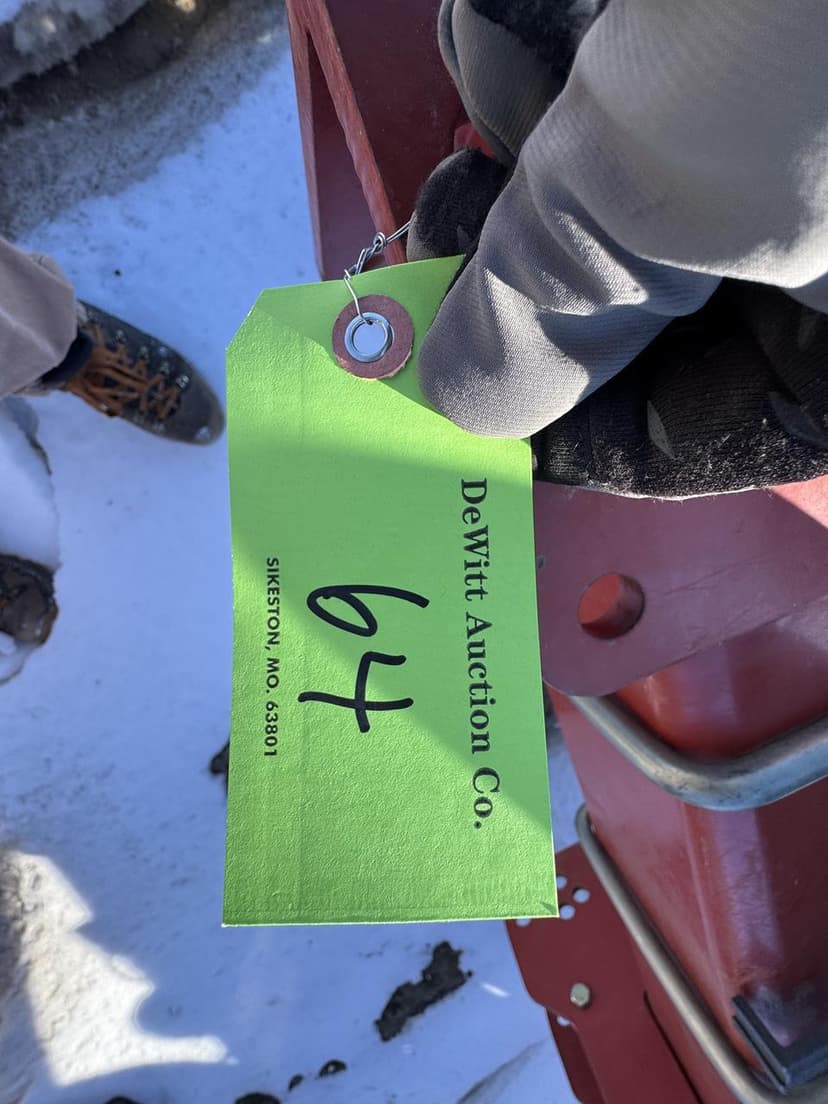 DeWitt Auction Co.
64
SIKESTON, MO. 63801